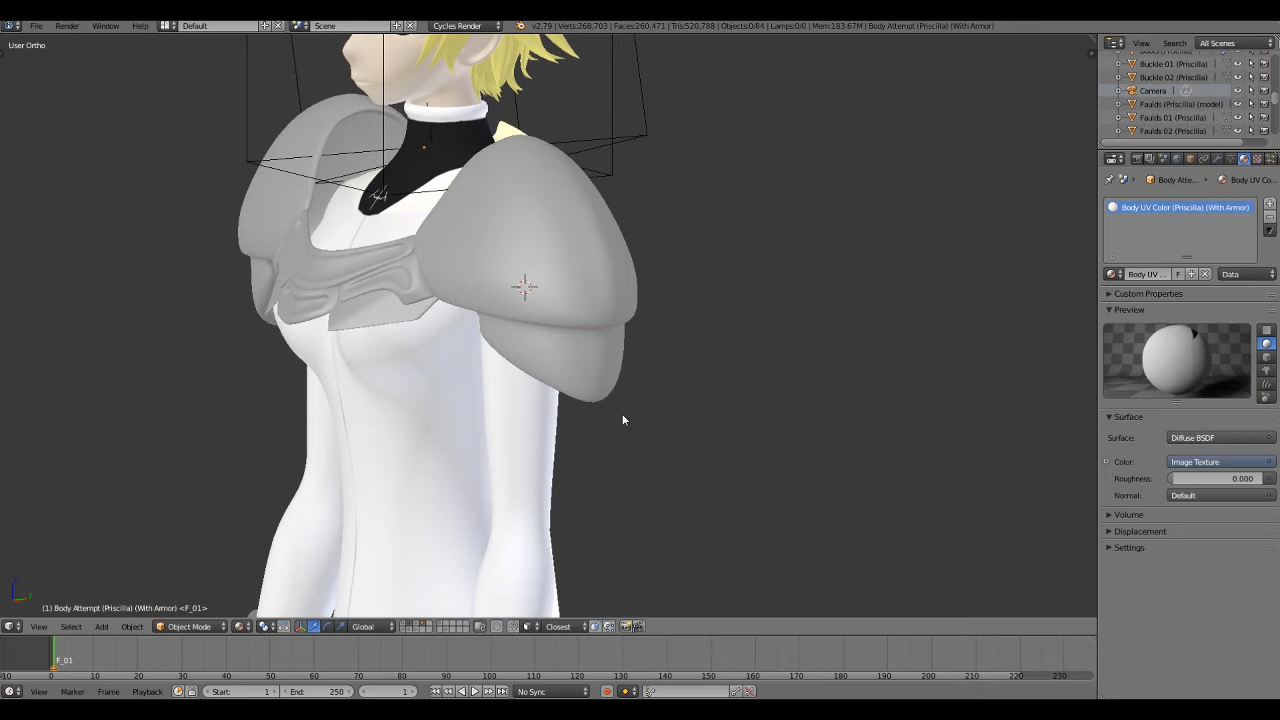 File Render Window Help Default Scene Cycles Render v2.79 | Verts:268,703 | Faces:260,471 | Tris:520,788 | Objects:0/84 | Lamps:0/0 | Mem:183.67M | Body Attempt (Priscilla) (With Armor)
User Ortho
View Search All Scenes
Buckle 01 (Priscilla)
Buckle 02 (Priscilla)
Camera
Faulds (Priscilla) (model)
Faulds 01 (Priscilla)
Faulds 02 (Priscilla)
Body Atte... Body UV Co...
Body UV Color (Priscilla) (With Armor)
Body UV ... F Data
Custom Properties
Preview
Surface
Surface: Diffuse BSDF
Color: Image Texture
Roughness: 0.000
Normal: Default
Volume
Displacement
Settings
(1) Body Attempt (Priscilla) (With Armor) <F_01>
View Select Add Object Object Mode Global Closest
F_01
-10 0 10 20 30 40 50 60 70 80 90 100 110 120 130 140 150 160 170 180 190 200 210 220 230
View Marker Frame Playback Start: 1 End: 250 1 No Sync